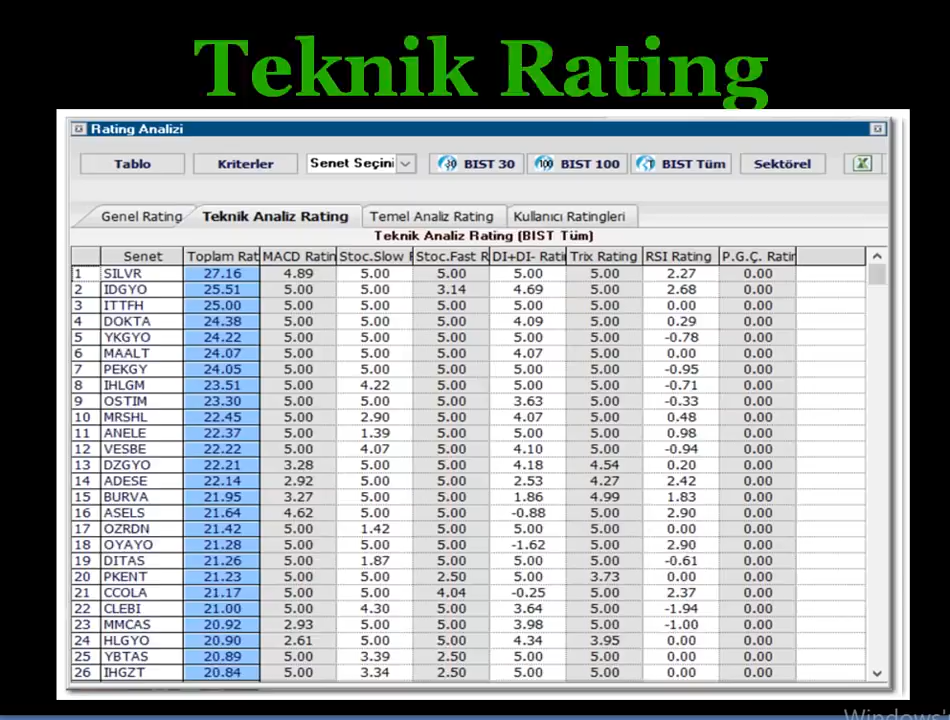 Teknik Rating
Rating Analizi
Tablo Kriterler Senet Seçini 30 BIST 30 100 BIST 100 T BIST Tüm Sektörel
Genel Rating Teknik Analiz Rating Temel Analiz Rating Kullanıcı Ratingleri
Teknik Analiz Rating (BIST Tüm)
Senet Toplam Rat MACD Ratin Stoc.Slow F Stoc.Fast R DI+DI- Rati Trix Rating RSI Rating P.G.Ç. Ratir
1 SILVR 27.16 4.89 5.00 5.00 5.00 5.00 2.27 0.00
2 IDGYO 25.51 5.00 5.00 3.14 4.69 5.00 2.68 0.00
3 ITTFH 25.00 5.00 5.00 5.00 5.00 5.00 0.00 0.00
4 DOKTA 24.38 5.00 5.00 5.00 4.09 5.00 0.29 0.00
5 YKGYO 24.22 5.00 5.00 5.00 5.00 5.00 -0.78 0.00
6 MAALT 24.07 5.00 5.00 5.00 4.07 5.00 0.00 0.00
7 PEKGY 24.05 5.00 5.00 5.00 5.00 5.00 -0.95 0.00
8 IHLGM 23.51 5.00 4.22 5.00 5.00 5.00 -0.71 0.00
9 OSTIM 23.30 5.00 5.00 5.00 3.63 5.00 -0.33 0.00
10 MRSHL 22.45 5.00 2.90 5.00 4.07 5.00 0.48 0.00
11 ANELE 22.37 5.00 1.39 5.00 5.00 5.00 0.98 0.00
12 VESBE 22.22 5.00 4.07 5.00 4.10 5.00 -0.94 0.00
13 DZGYO 22.21 3.28 5.00 5.00 4.18 4.54 0.20 0.00
14 ADESE 22.14 2.92 5.00 5.00 2.53 4.27 2.42 0.00
15 BURVA 21.95 3.27 5.00 5.00 1.86 4.99 1.83 0.00
16 ASELS 21.64 4.62 5.00 5.00 -0.88 5.00 2.90 0.00
17 OZRDN 21.42 5.00 1.42 5.00 5.00 5.00 0.00 0.00
18 OYAYO 21.28 5.00 5.00 5.00 -1.62 5.00 2.90 0.00
19 DITAS 21.26 5.00 1.87 5.00 5.00 5.00 -0.61 0.00
20 PKENT 21.23 5.00 5.00 2.50 5.00 3.73 0.00 0.00
21 CCOLA 21.17 5.00 5.00 4.04 -0.25 5.00 2.37 0.00
22 CLEBI 21.00 5.00 4.30 5.00 3.64 5.00 -1.94 0.00
23 MMCAS 20.92 2.93 5.00 5.00 3.98 5.00 -1.00 0.00
24 HLGYO 20.90 2.61 5.00 5.00 4.34 3.95 0.00 0.00
25 YBTAS 20.89 5.00 3.39 2.50 5.00 5.00 0.00 0.00
26 IHGZT 20.84 5.00 3.34 2.50 5.00 5.00 0.00 0.00